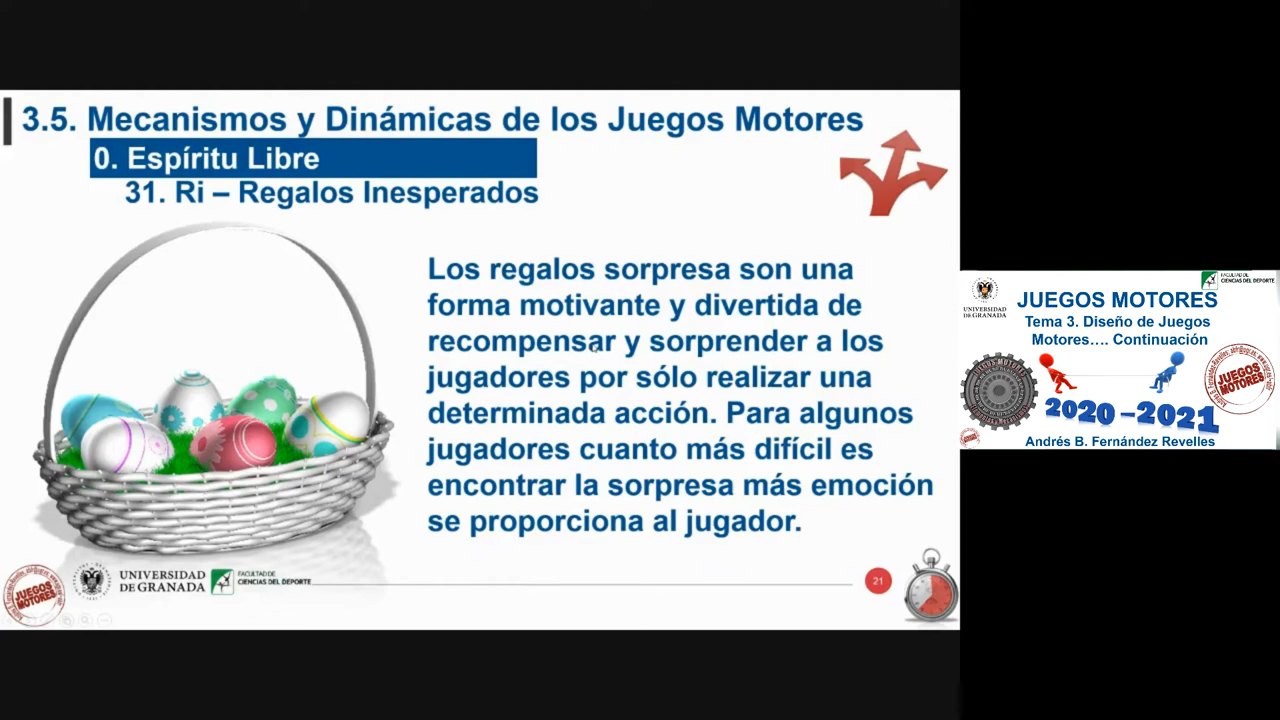 3.5. Mecanismos y Dinámicas de los Juegos Motores
0. Espíritu Libre
31. Ri – Regalos Inesperados
Los regalos sorpresa son una
forma motivante y divertida de
recompensar y sorprender a los
jugadores por sólo realizar una
determinada acción. Para algunos
jugadores cuanto más difícil es
encontrar la sorpresa más emoción
se proporciona al jugador.
JUEGOS
MOTORES
UNIVERSIDAD
DE GRANADA
FACULTAD DE
CIENCIAS DEL DEPORTE
21
UNIVERSIDAD
DE GRANADA
FACULTAD DE
CIENCIAS DEL DEPORTE
JUEGOS MOTORES
Tema 3. Diseño de Juegos
Motores.... Continuación
JUEGOS MOTORES
JUEGOS
MOTORES
2020 -2021
Andrés B. Fernández Revelles